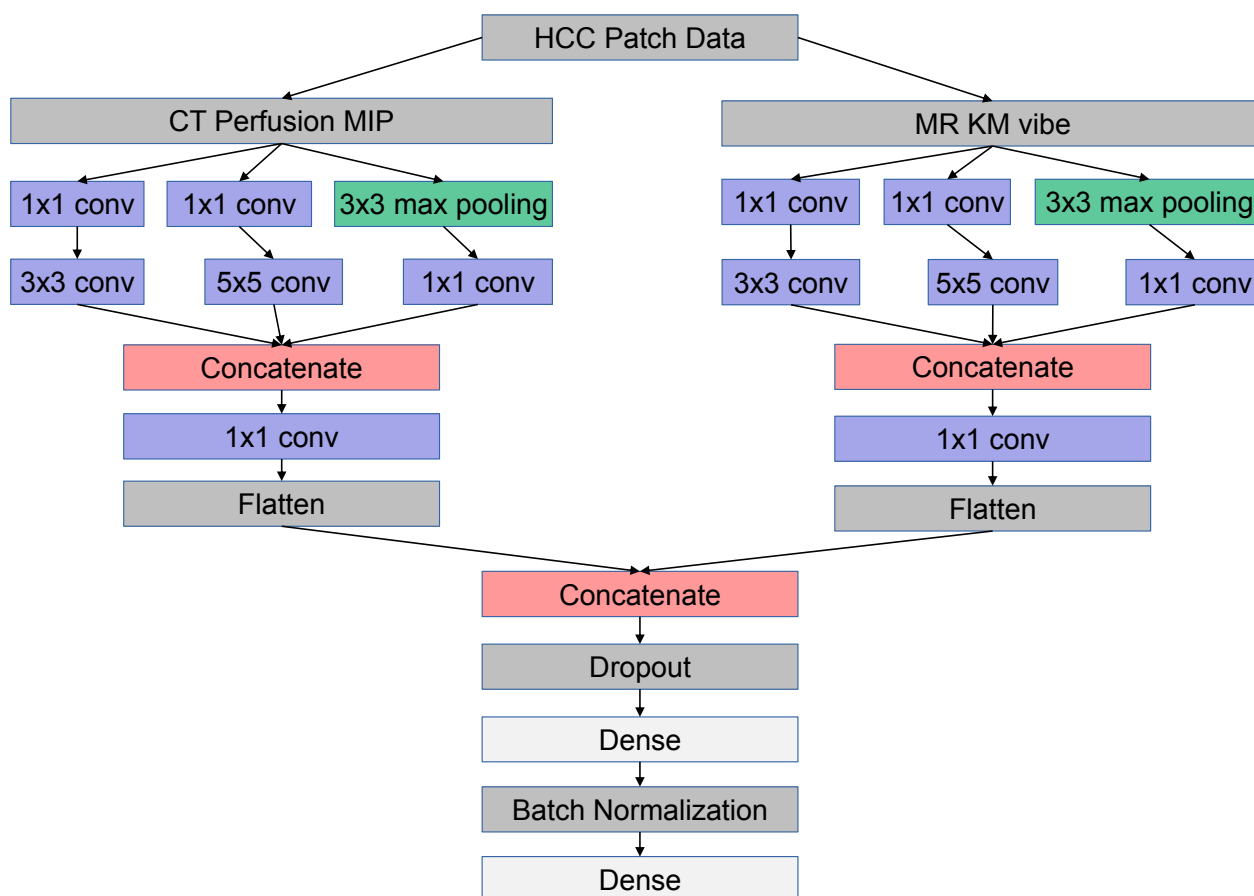 HCC Patch Data
CT Perfusion MIP
MR KM vibe
1x1 conv
1x1 conv
3x3 max pooling
1x1 conv
1x1 conv
3x3 max pooling
3x3 conv
5x5 conv
1x1 conv
3x3 conv
5x5 conv
1x1 conv
Concatenate
Concatenate
1x1 conv
1x1 conv
Flatten
Flatten
Concatenate
Dropout
Dense
Batch Normalization
Dense